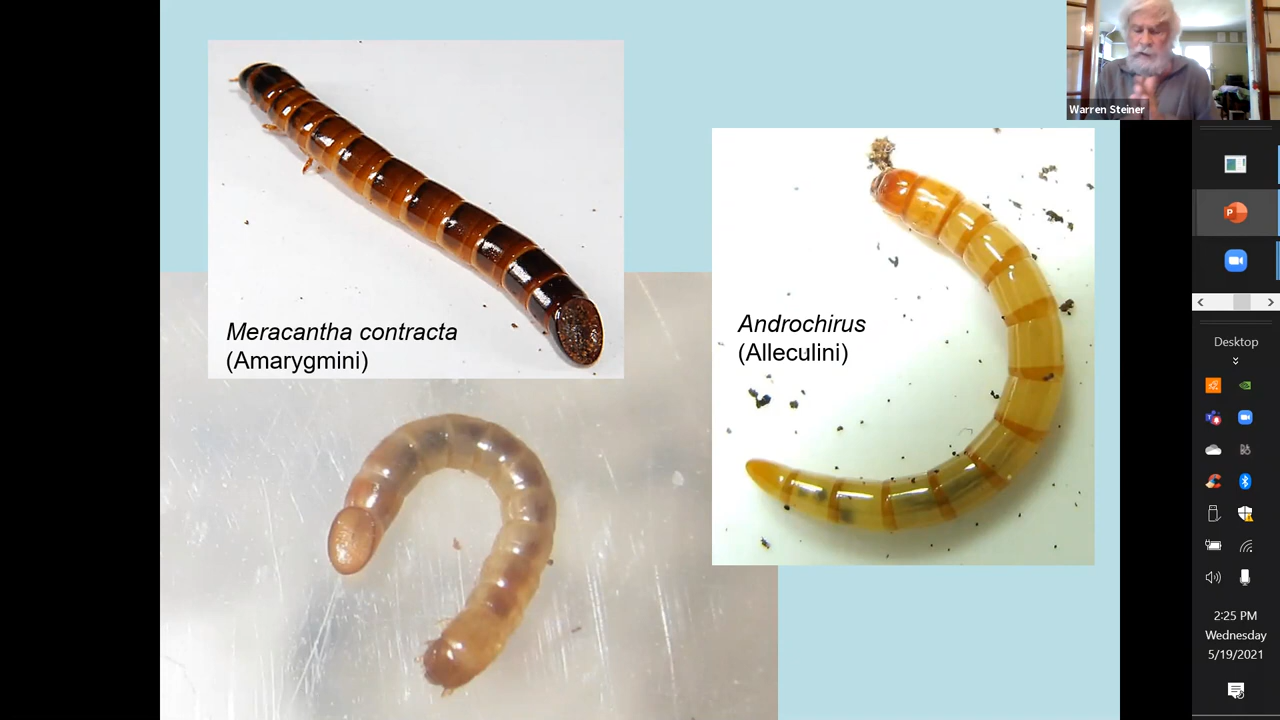 Warren Steiner
Meracantha contracta
(Amarygmini)
Androchirus
(Alleculini)
Desktop
2:25 PM
Wednesday
5/19/2021